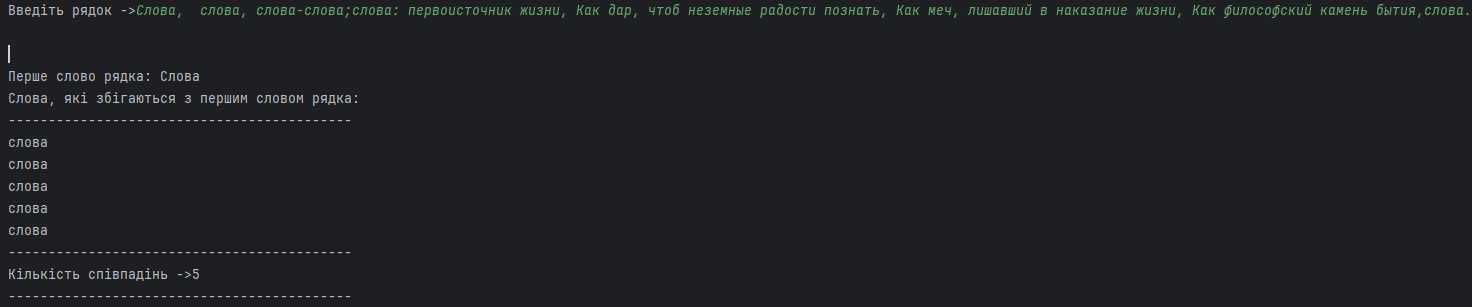 Введіть рядок ->Слова,  слова, слова-слова;слова: первоисточник жизни, Как дар, чтоб неземные радости познать, Как меч, лишавший в наказание жизни, Как философский камень бытия,слова.
Перше слово рядка: Слова
Слова, які збігаються з першим словом рядка:
-------------------------------------------
слова
слова
слова
слова
слова
-------------------------------------------
Кількість співпадінь ->5
-------------------------------------------